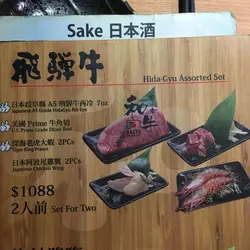 Sake 日本酒
飛驒牛
Hida-Gyu Assorted Set
日本岐阜縣 A5 飛驒牛西冷 7oz
Japanese A5 Grade Hida-Gyu Rib Eye
美國 Prime 牛角切
U.S. Prime Grade Diced Beef
深海老虎大蝦 2PCs
Tiger King Prawn
日本阿波尾雞翼 2PCs
Japanese Chicken Wing
$1088
2人前 Set For Two